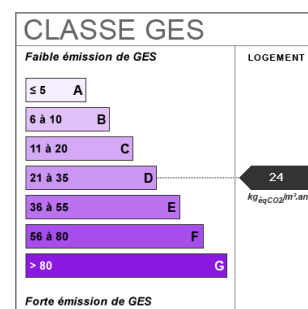 CLASSE GES
Faible émission de GES
LOGEMENT
≤ 5 A
6 à 10 B
11 à 20 C
21 à 35 D
24
kgéqCO2/m².an
36 à 55 E
56 à 80 F
> 80 G
Forte émission de GES